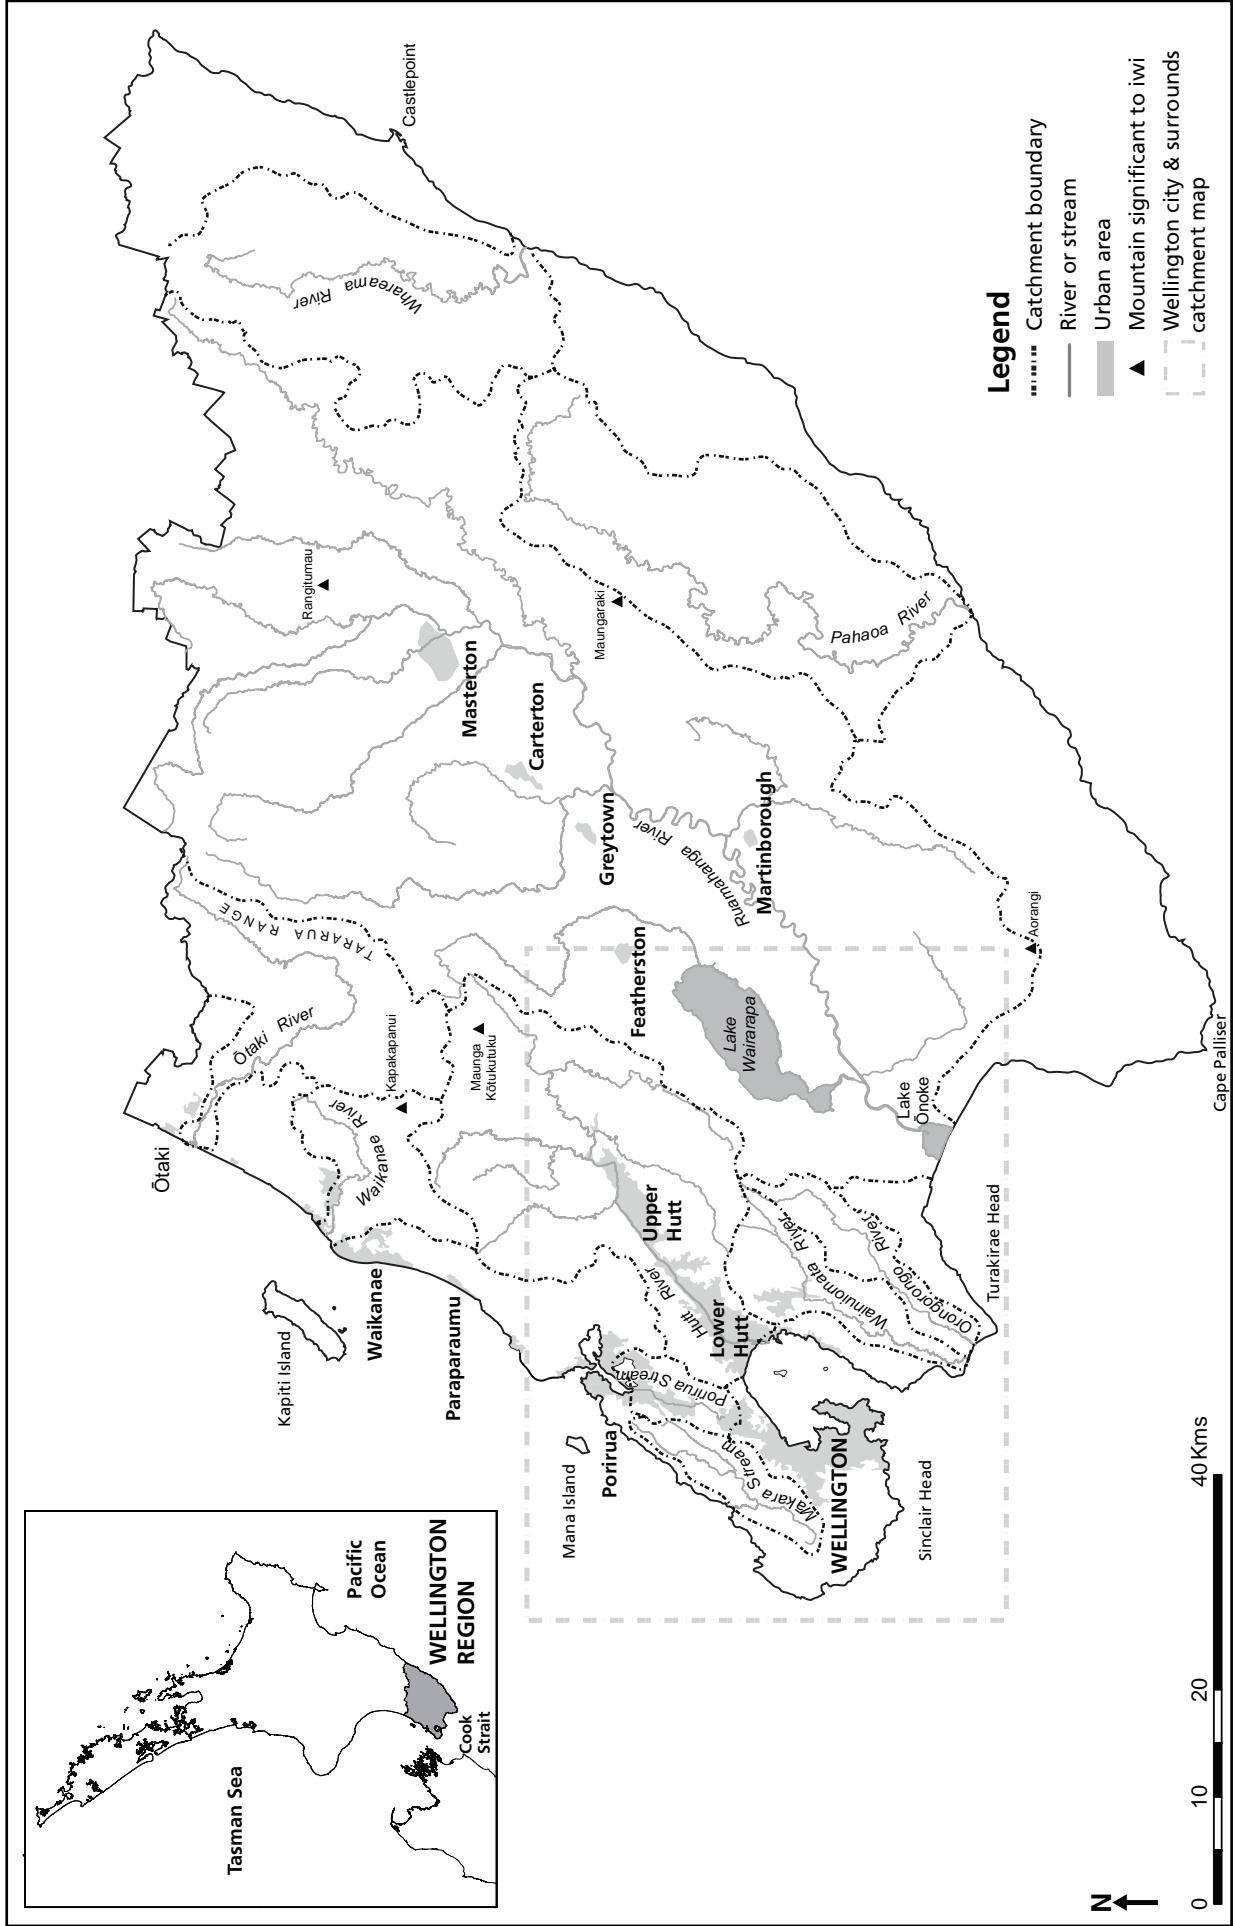 Tasman Sea
Pacific
Ocean
WELLINGTON
REGION
Cook
Strait
Ōtaki
Kapiti Island
Waikanae
Paraparaumu
Mana Island
Porirua
WELLINGTON
Sinclair Head
Turakirae Head
Cape Palliser
Castlepoint
Ōtaki River
TARARUA RANGE
Kapakapanui
Waikanae River
Maunga
Kōtukutuku
Upper
Hutt
Lower
Hutt
Hutt River
Porirua Stream
Mākara Stream
Wainuiomata River
Orongorongo River
Featherston
Lake
Wairarapa
Lake
Ōnoke
Aorangi
Martinborough
Ruamahanga River
Greytown
Carterton
Masterton
Rangitumau
Maungaraki
Pahaoa River
Whareama River
Legend
Catchment boundary
River or stream
Urban area
Mountain significant to iwi
Wellington city & surrounds
catchment map
N
0 10 20 40 Kms